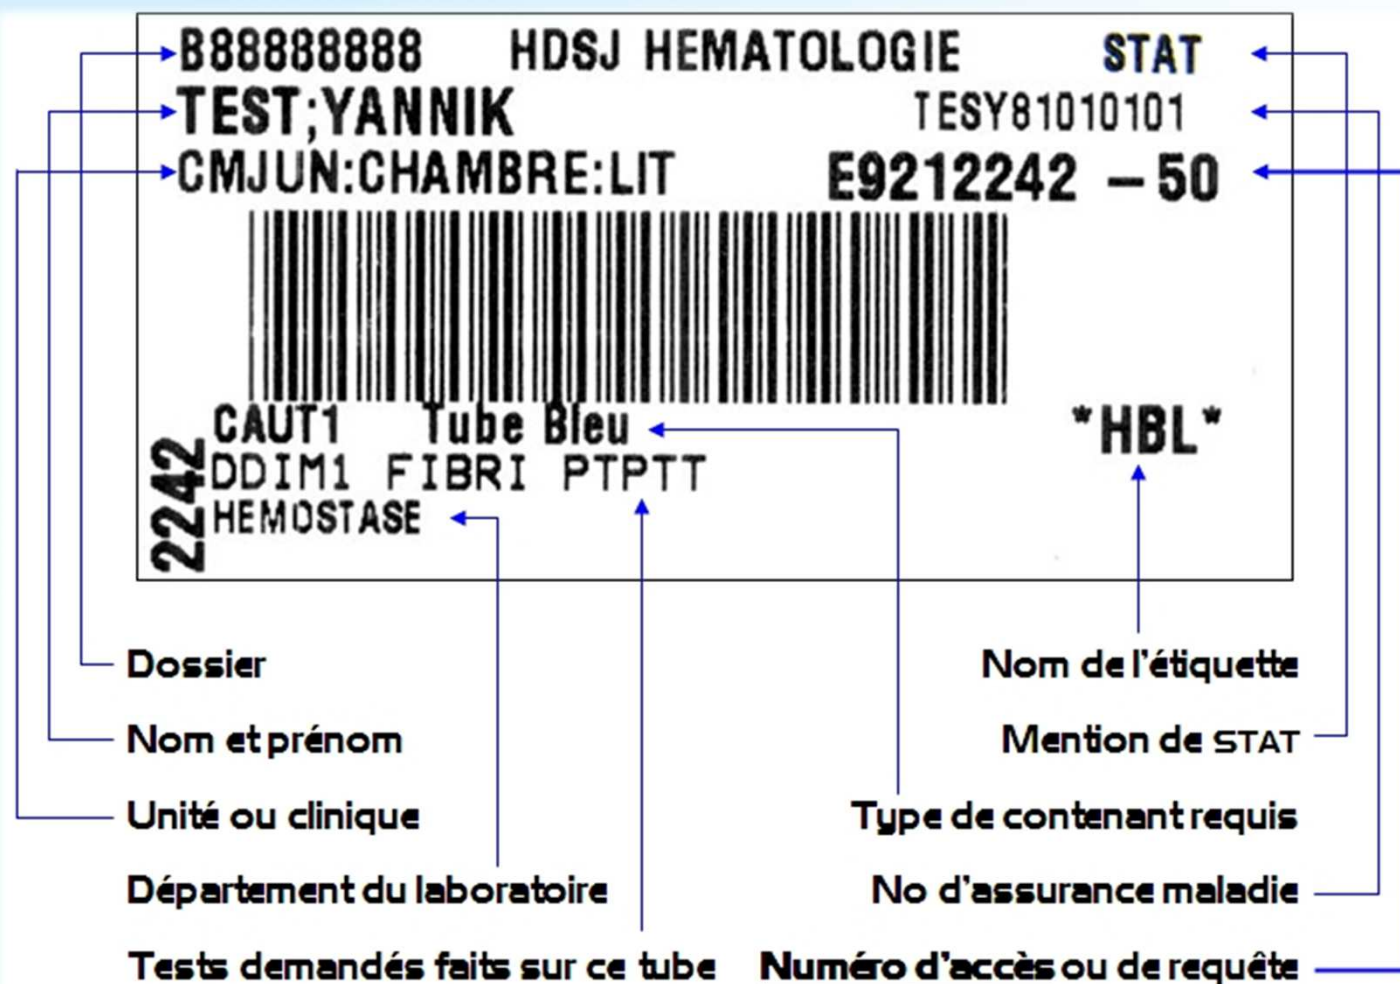 B88888888 HDSJ HEMATOLOGIE STAT
TEST;YANNIK TESY81010101
CMJUN:CHAMBRE:LIT E9212242 – 50
CAUT1 Tube Bleu *HBL*
DDIM1 FIBRI PTPTT
HEMOSTASE
2242
Dossier Nom de l'étiquette
Nom et prénom Mention de STAT
Unité ou clinique Type de contenant requis
Département du laboratoire No d'assurance maladie
Tests demandés faits sur ce tube Numéro d'accès ou de requête